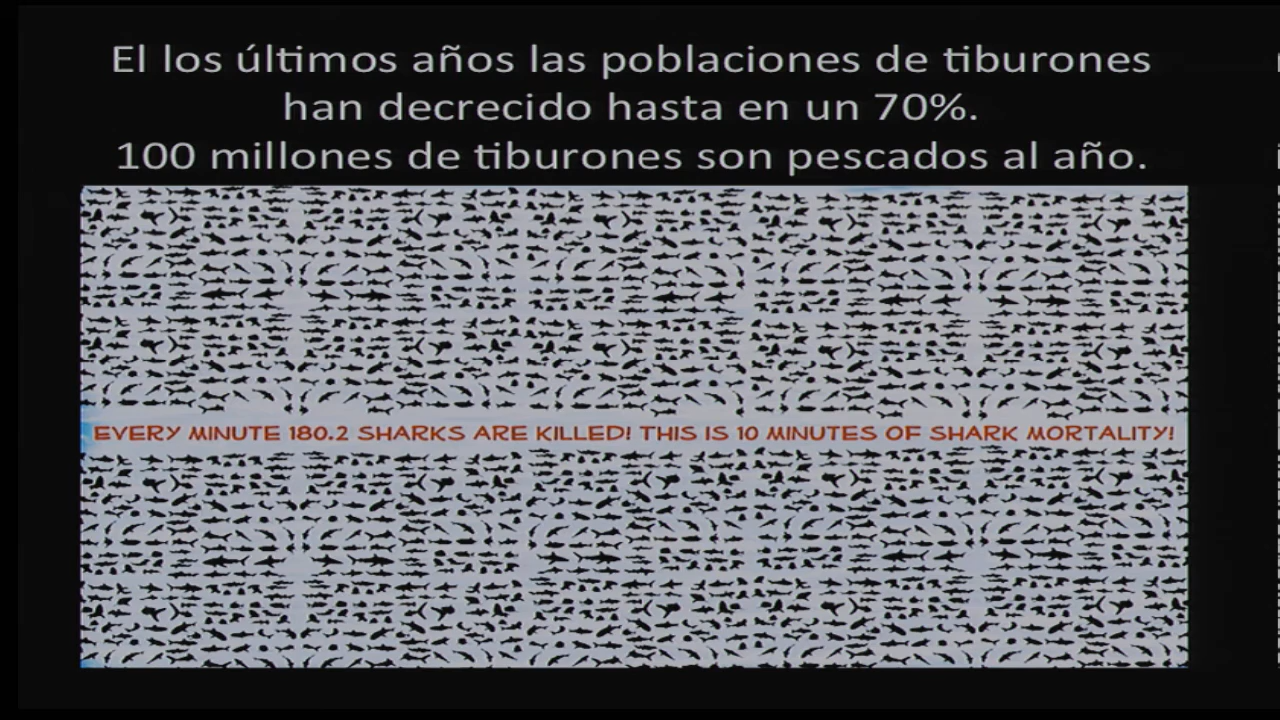 El los últimos años las poblaciones de tiburones
han decrecido hasta en un 70%.
100 millones de tiburones son pescados al año.
EVERY MINUTE 180.2 SHARKS ARE KILLED! THIS IS 10 MINUTES OF SHARK MORTALITY!